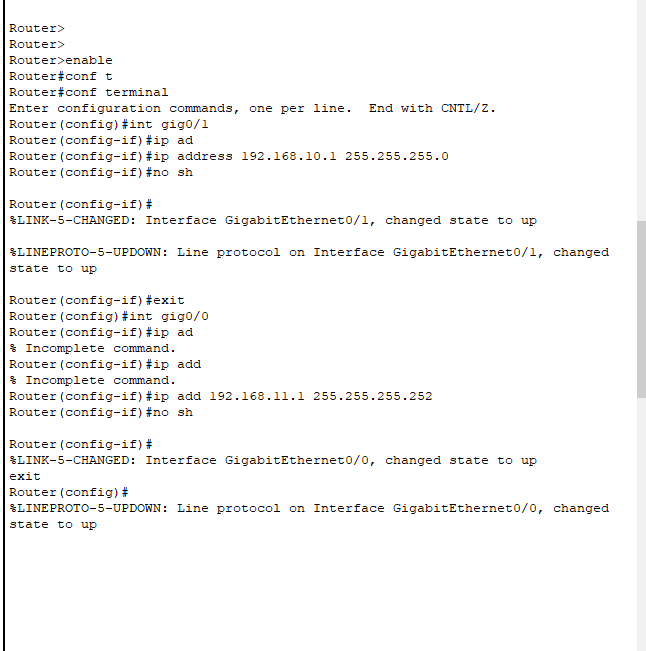 Router>
Router>
Router>enable
Router#conf t
Router#conf terminal
Enter configuration commands, one per line.  End with CNTL/Z.
Router(config)#int gig0/1
Router(config-if)#ip ad
Router(config-if)#ip address 192.168.10.1 255.255.255.0
Router(config-if)#no sh
Router(config-if)#
%LINK-5-CHANGED: Interface GigabitEthernet0/1, changed state to up
%LINEPROTO-5-UPDOWN: Line protocol on Interface GigabitEthernet0/1, changed
state to up
Router(config-if)#exit
Router(config)#int gig0/0
Router(config-if)#ip ad
% Incomplete command.
Router(config-if)#ip add
% Incomplete command.
Router(config-if)#ip add 192.168.11.1 255.255.255.252
Router(config-if)#no sh
Router(config-if)#
%LINK-5-CHANGED: Interface GigabitEthernet0/0, changed state to up
exit
Router(config)#
%LINEPROTO-5-UPDOWN: Line protocol on Interface GigabitEthernet0/0, changed
state to up